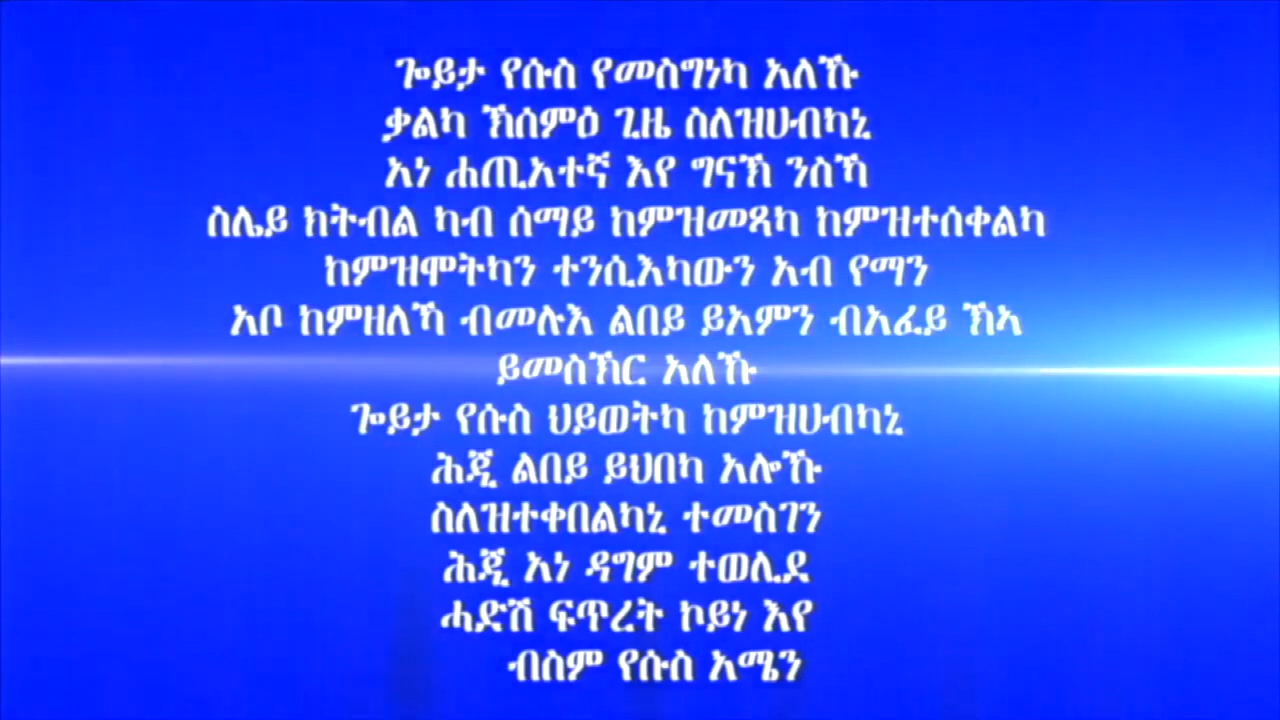 ጐይታ የሱስ የመስግነካ አለኹ
ቃልካ ኽሰምዕ ጊዜ ስለዝሀብካኒ
አነ ሐጢአተኛ እየ ግናኽ ንስኻ
ስሌይ ክትብል ካብ ሰማይ ከምዝመጻካ ከምዝተሰቀልካ
ከምዝሞትካን ተንሲእካውን አብ የማን
አቦ ከምዘለኻ ብመሉእ ልበይ ይአምን ብአፈይ ኽኣ
ይመስኽር አለኹ
ጐይታ የሱስ ህይወትካ ከምዝሀብካኒ
ሕጂ ልበይ ይህበካ አሎኹ
ስለዝተቀበልካኒ ተመስገን
ሕጂ አነ ዳግም ተወሊደ
ሓድሽ ፍጥረት ኮይነ እየ
ብስም የሱስ አሜን